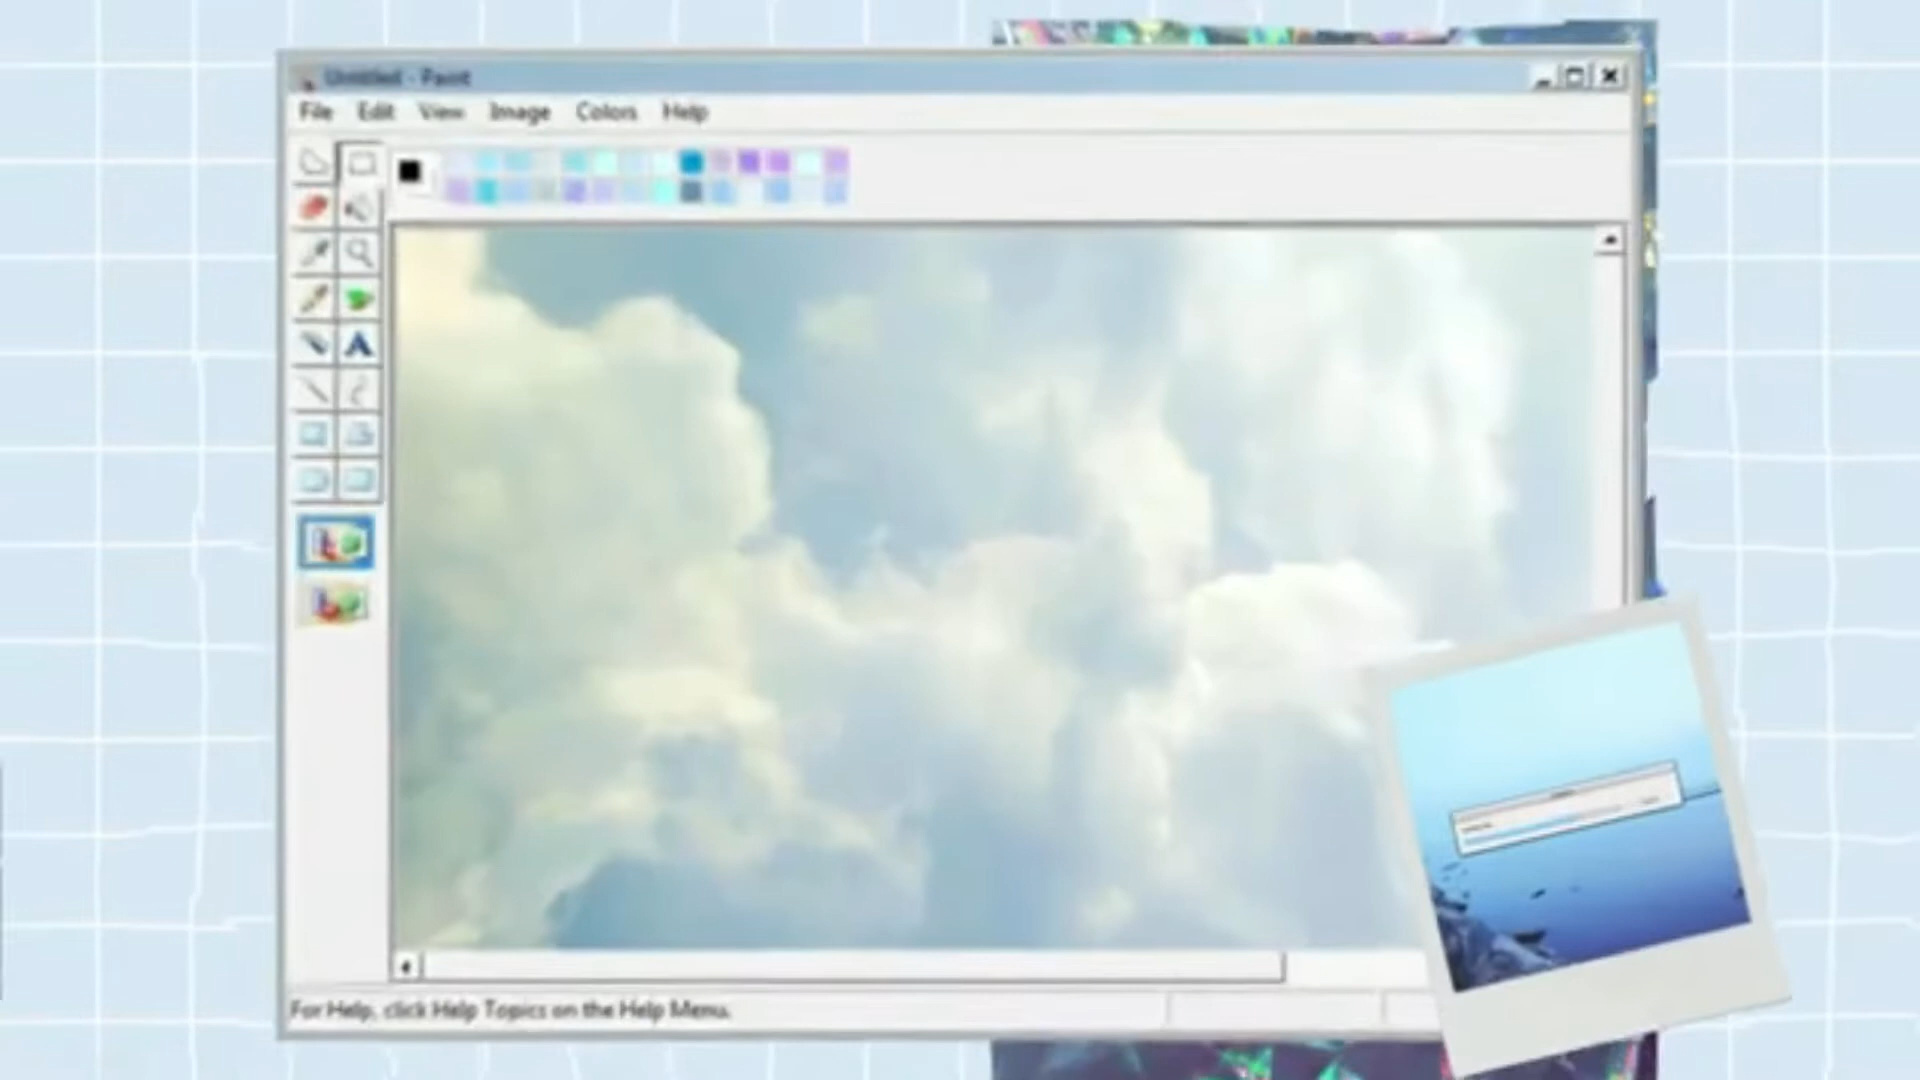 Untitled - Paint
File Edit View Image Colors Help
A
For Help, click Help Topics on the Help Menu.